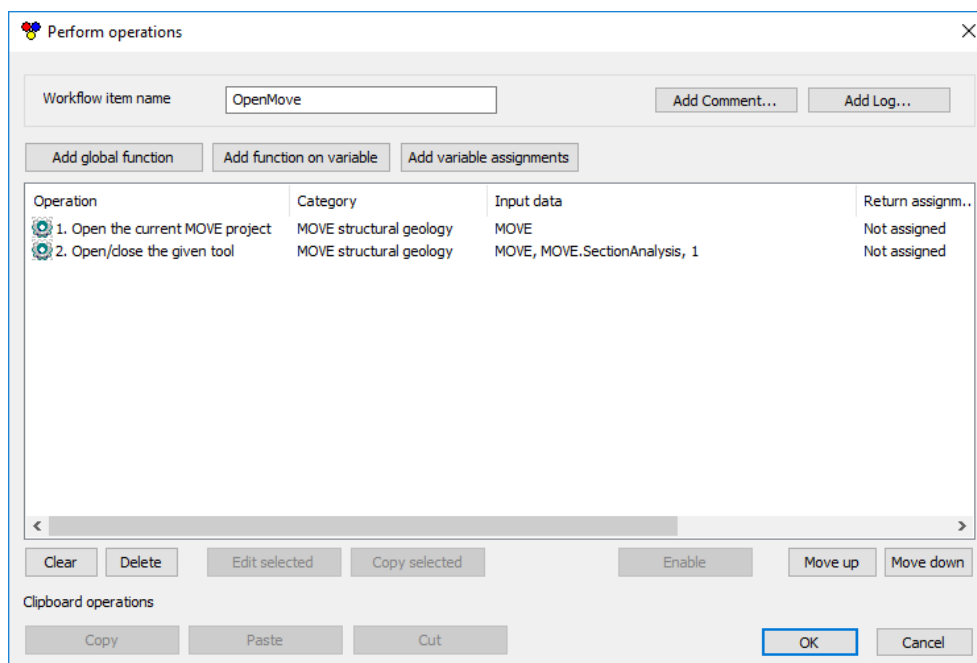 Perform operations
Workflow item name OpenMove Add Comment... Add Log...
Add global function Add function on variable Add variable assignments
Operation Category Input data Return assignm..
1. Open the current MOVE project MOVE structural geology MOVE Not assigned
2. Open/close the given tool MOVE structural geology MOVE, MOVE.SectionAnalysis, 1 Not assigned
Clear Delete Edit selected Copy selected Enable Move up Move down
Clipboard operations
Copy Paste Cut OK Cancel